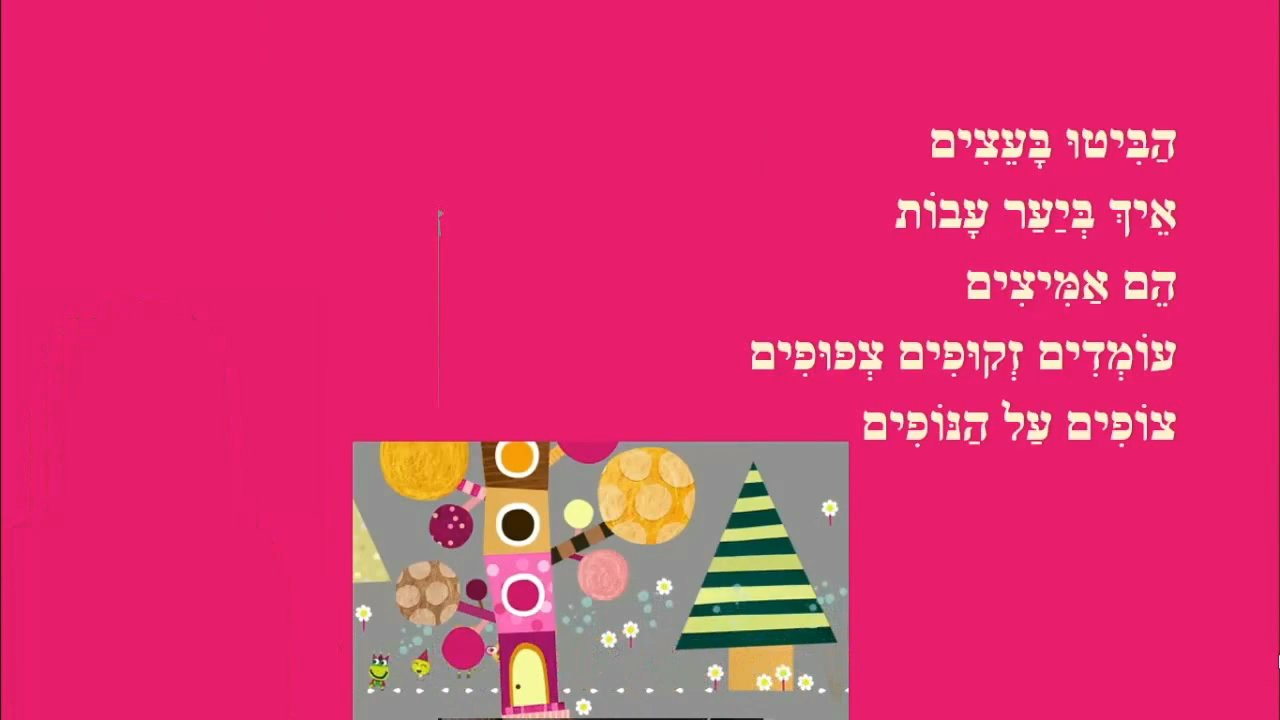 הַבִּיטוּ בָּעֵצִים
אֵיךְ בְּיַעַר עָבוֹת
הֵם אַמִּיצִים
עוֹמְדִים זְקוּפִים צְפוּפִים
צוֹפִים עַל הַנּוֹפִים